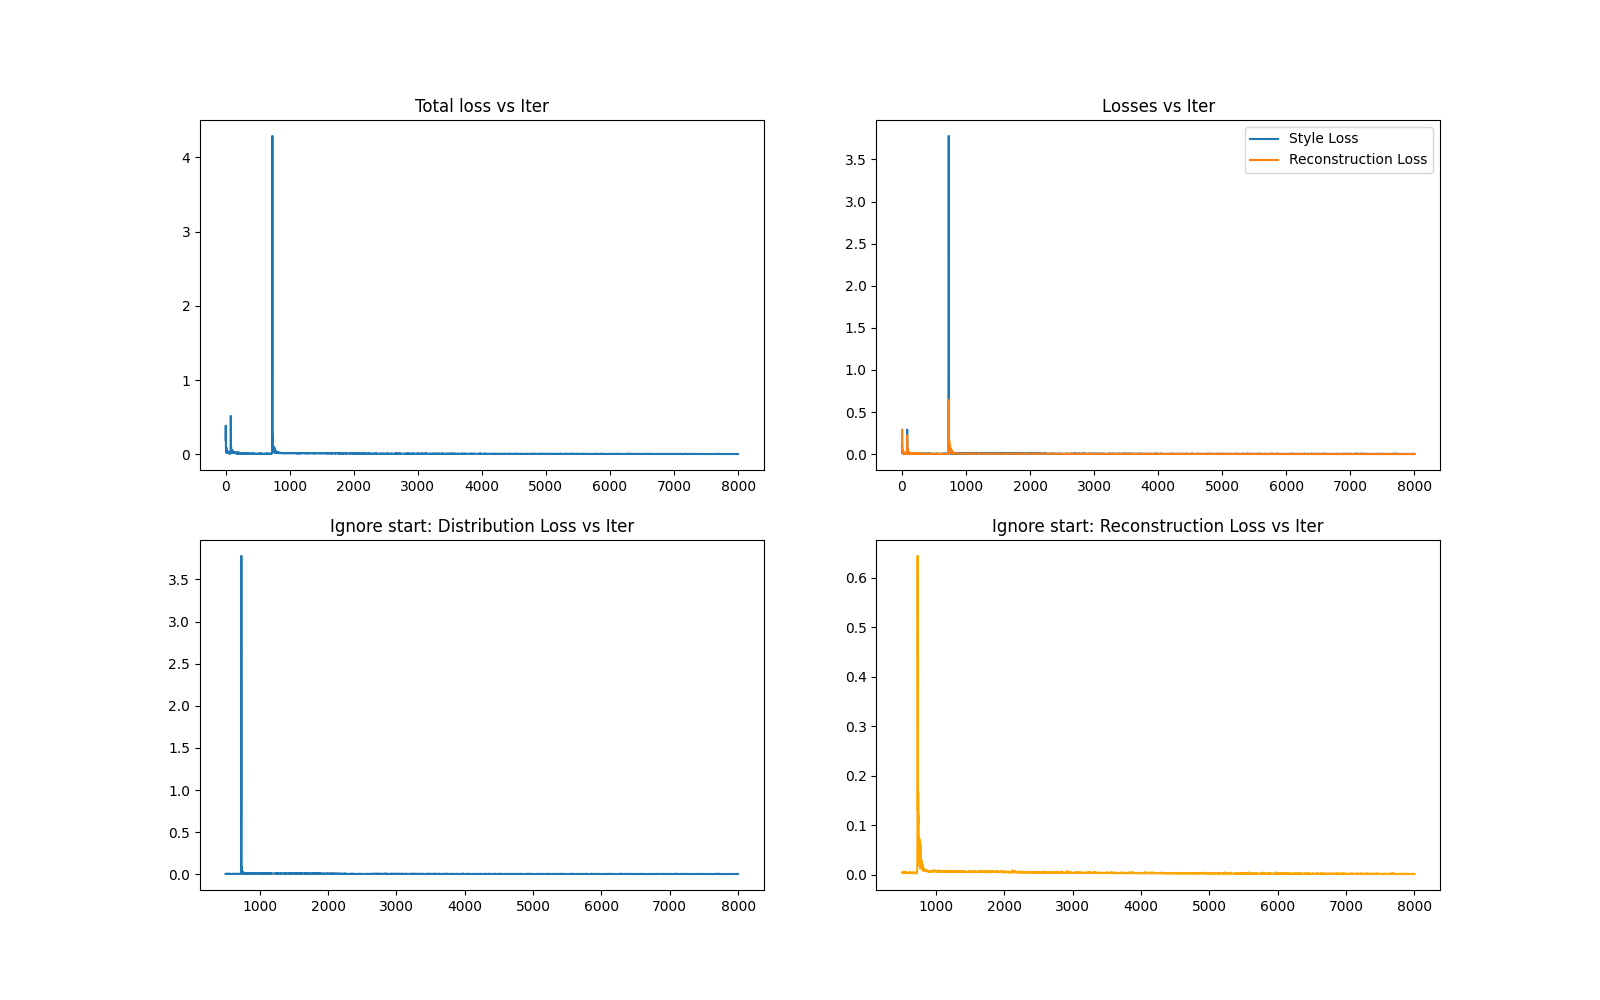 Total loss vs Iter
4
3
2
1
0
0 1000 2000 3000 4000 5000 6000 7000 8000
Losses vs Iter
Style Loss
Reconstruction Loss
3.5
3.0
2.5
2.0
1.5
1.0
0.5
0.0
0 1000 2000 3000 4000 5000 6000 7000 8000
Ignore start: Distribution Loss vs Iter
3.5
3.0
2.5
2.0
1.5
1.0
0.5
0.0
1000 2000 3000 4000 5000 6000 7000 8000
Ignore start: Reconstruction Loss vs Iter
0.6
0.5
0.4
0.3
0.2
0.1
0.0
1000 2000 3000 4000 5000 6000 7000 8000